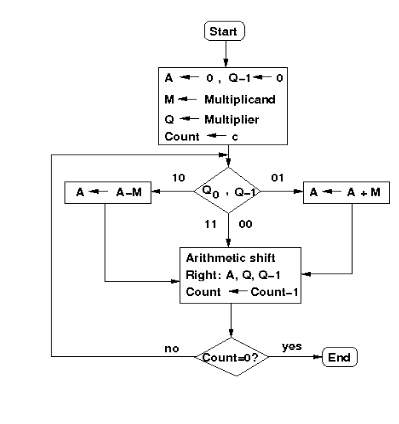 Start
A ← 0 , Q−1 ← 0
M ← Multiplicand
Q ← Multiplier
Count ← c
10
01
A ← A−M
Q0 , Q−1
A ← A + M
11 00
Arithmetic shift
Right: A, Q, Q−1
Count ← Count−1
no
Count=0?
yes
End